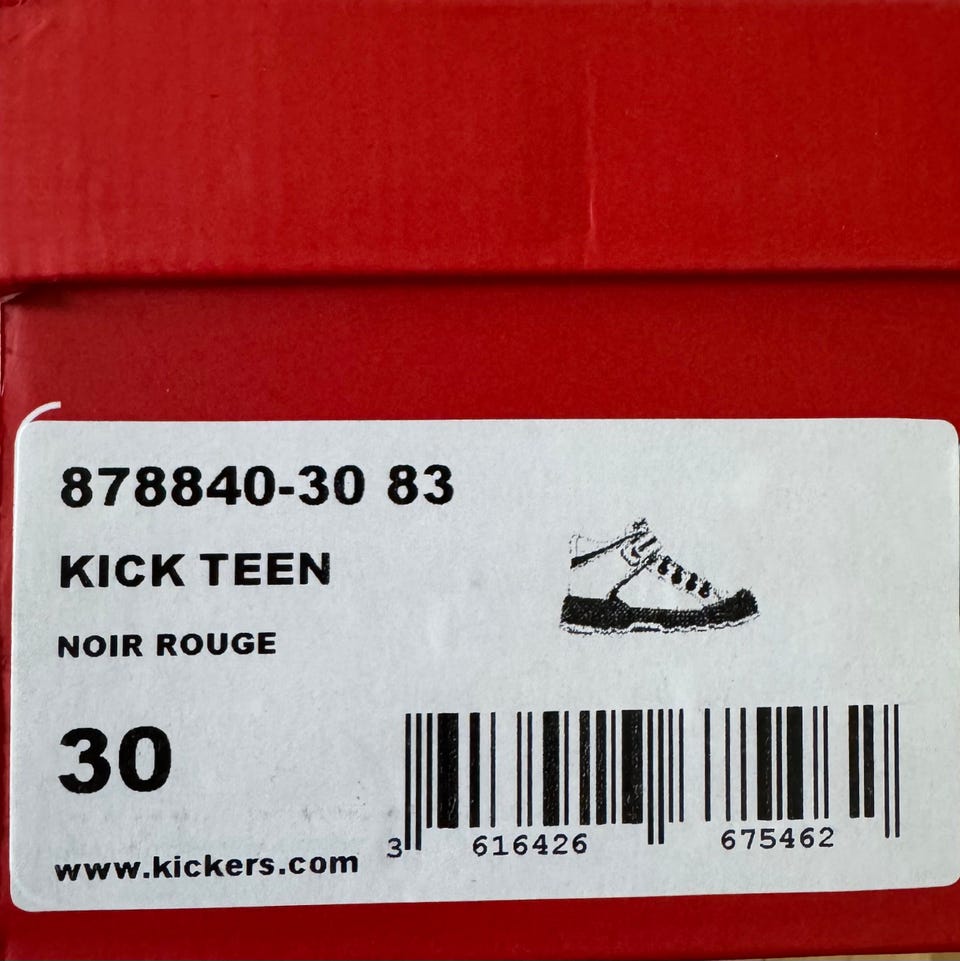 878840-30 83
KICK TEEN
NOIR ROUGE
30
3 616426 675462
www.kickers.com